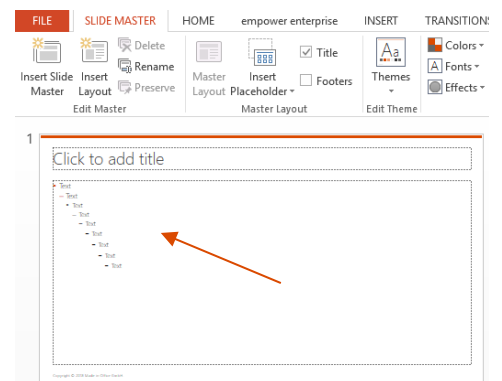 FILE SLIDE MASTER HOME empower enterprise INSERT TRANSITIONS
Delete
Rename
Preserve
Insert Slide Master
Insert Layout
Edit Master
Master Layout
Insert Placeholder
Title
Footers
Master Layout
Themes
Edit Theme
Colors
Fonts
Effects
1
Click to add title
Text
– Text
• Text
– Text
– Text
– Text
– Text
– Text